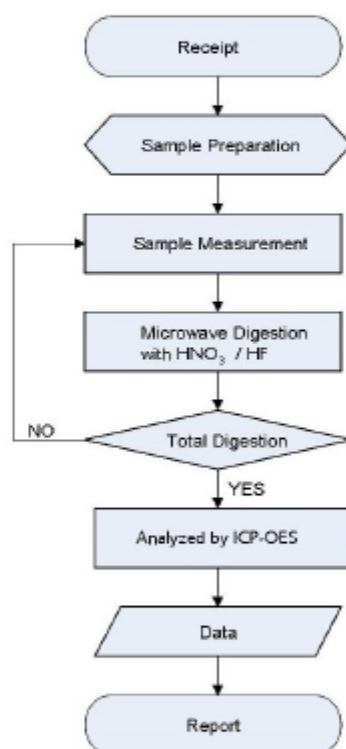 Receipt
Sample Preparation
Sample Measurement
Microwave Digestion
with HNO₃ / HF
Total Digestion
NO
YES
Analyzed by ICP-OES
Data
Report